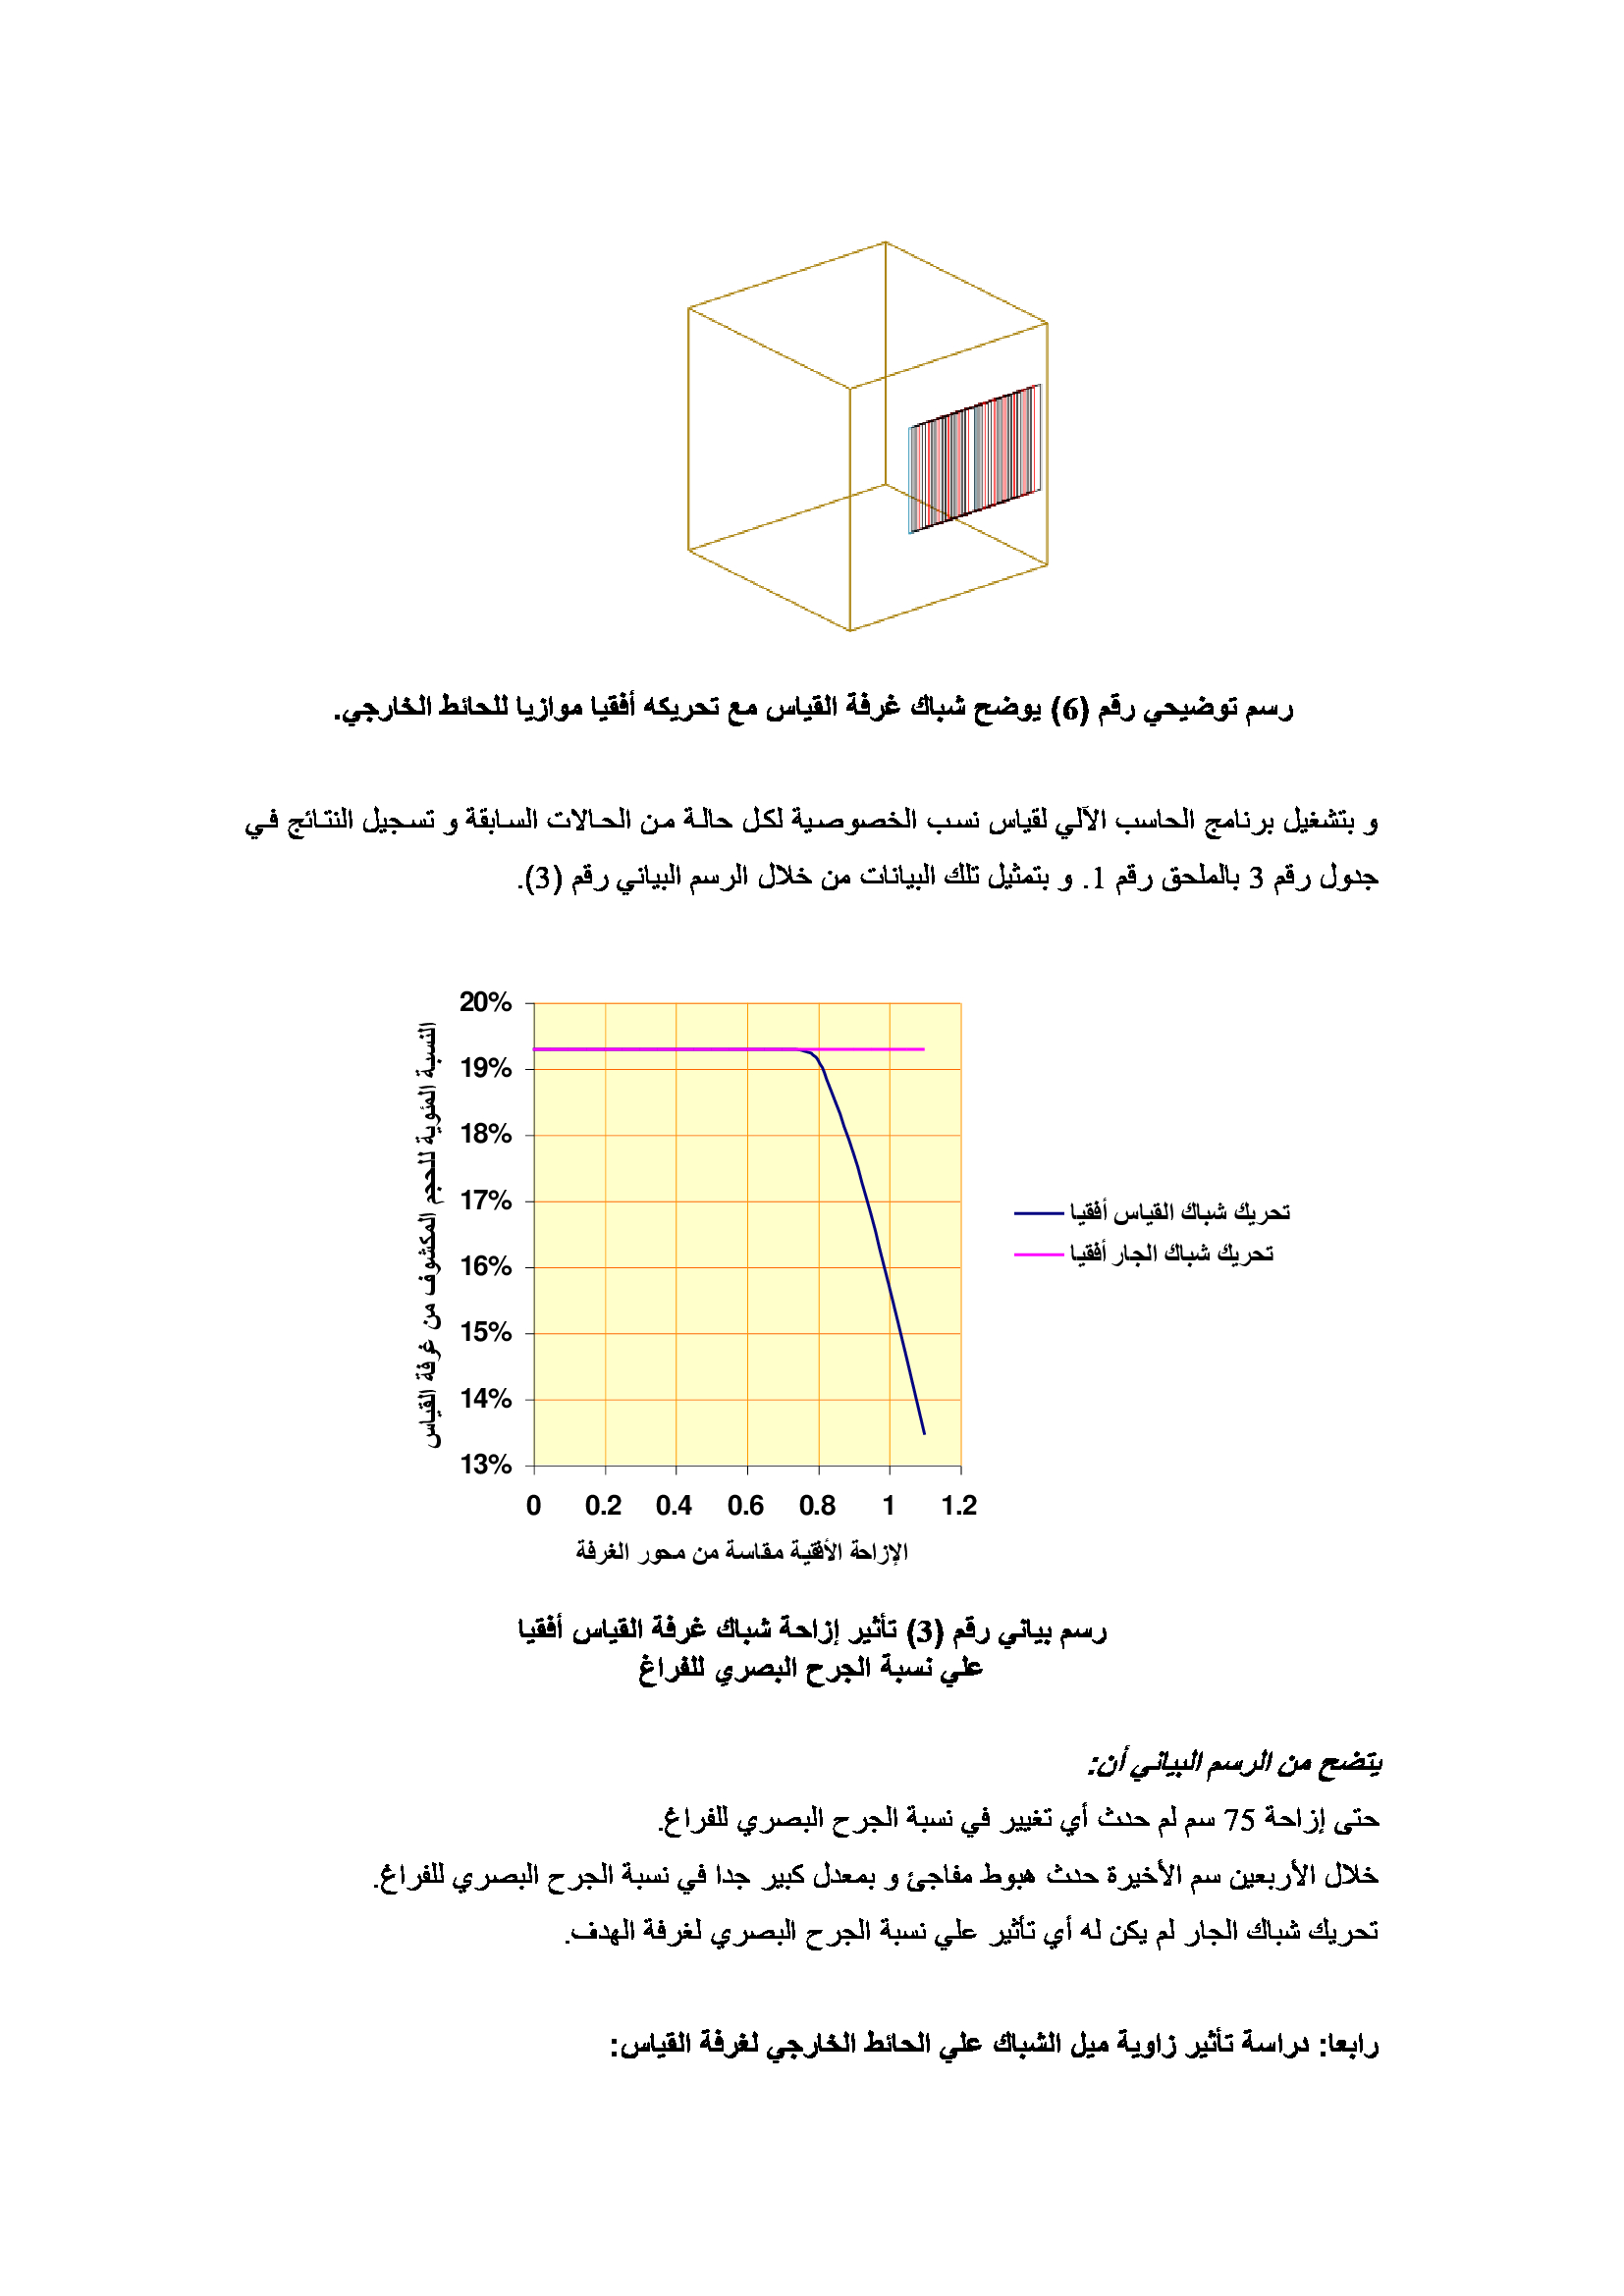 رسم توضيحي رقم (6) يوضح شباك غرفة القياس مع تحريكه أفقيا موازيا للحائط الخارجي.
و بتشغيل برنامج الحاسب الآلي لقياس نسب الخصوصية لكل حالة من الحالات السابقة و تسجيل النتائج في
جدول رقم 3 بالملحق رقم 1. و بتمثيل تلك البيانات من خلال الرسم البياني رقم (3).
النسبة المئوية للحجم المكشوف من غرفة القياس
20%
19%
18%
17%
16%
15%
14%
13%
0 0.2 0.4 0.6 0.8 1 1.2
الإزاحة الأفقية مقاسة من محور الغرفة
تحريك شباك القياس أفقيا
تحريك شباك الجار أفقيا
رسم بياني رقم (3) تأثير إزاحة شباك غرفة القياس أفقيا
علي نسبة الجرح البصري للفراغ
يتضح من الرسم البياني أن:
حتى إزاحة 75 سم لم حدث أي تغيير في نسبة الجرح البصري للفراغ.
خلال الأربعين سم الأخيرة حدث هبوط مفاجئ و بمعدل كبير جدا في نسبة الجرح البصري للفراغ.
تحريك شباك الجار لم يكن له أي تأثير علي نسبة الجرح البصري لغرفة الهدف.
رابعا: دراسة تأثير زاوية ميل الشباك علي الحائط الخارجي لغرفة القياس: